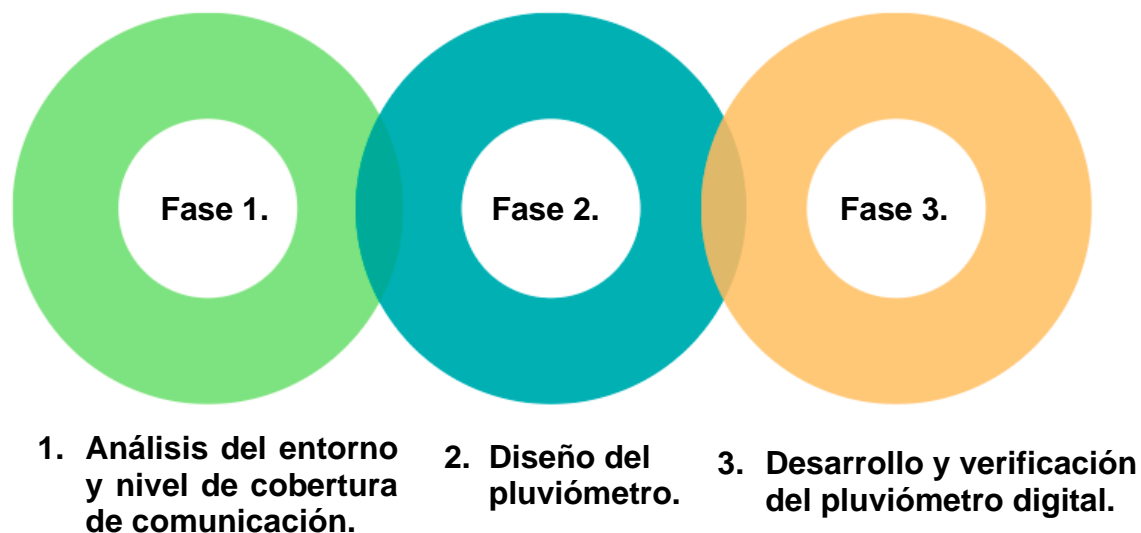 Fase 1.
Fase 2.
Fase 3.
1. Análisis del entorno
y nivel de cobertura
de comunicación.
2. Diseño del
pluviómetro.
3. Desarrollo y verificación
del pluviómetro digital.